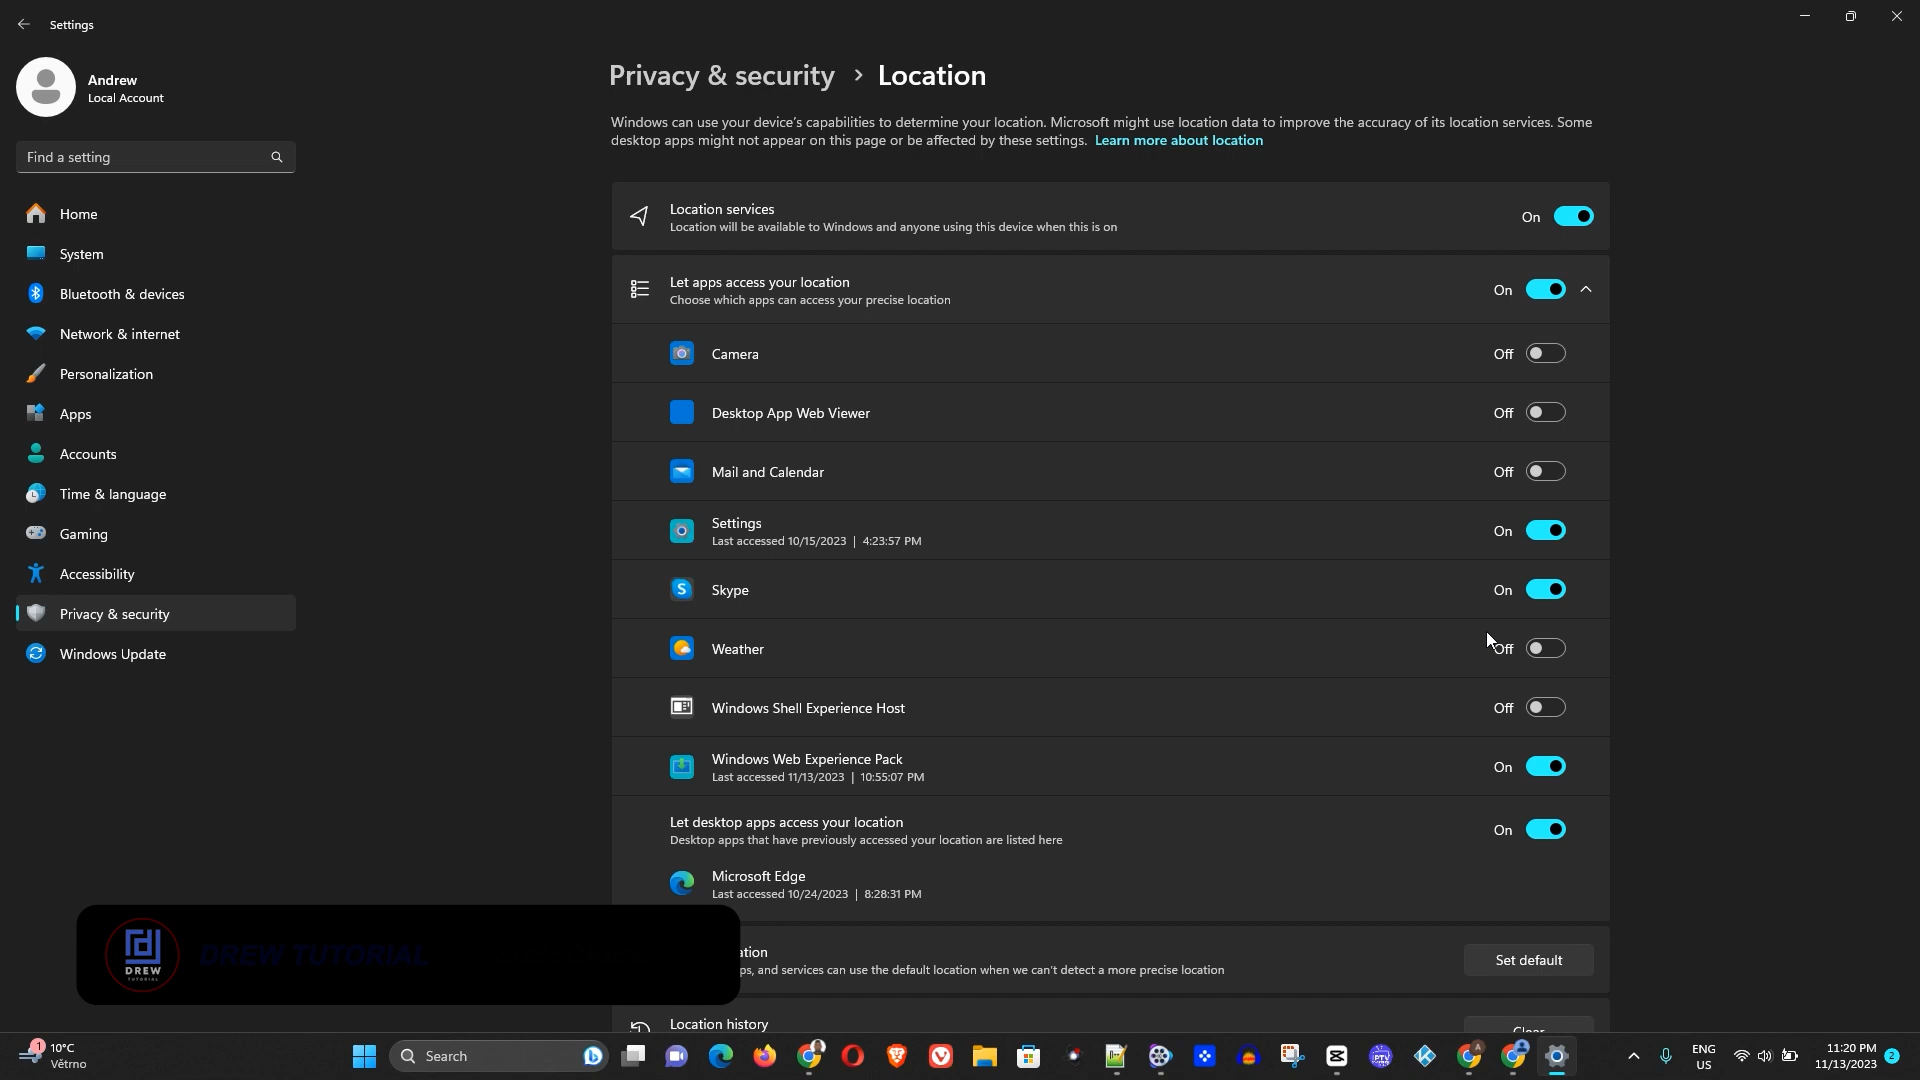 Settings
Andrew
Local Account
Find a setting
Home
System
Bluetooth & devices
Network & internet
Personalization
Apps
Accounts
Time & language
Gaming
Accessibility
Privacy & security
Windows Update
Privacy & security > Location
Windows can use your device's capabilities to determine your location. Microsoft might use location data to improve the accuracy of its location services. Some
desktop apps might not appear on this page or be affected by these settings. Learn more about location
Location services
Location will be available to Windows and anyone using this device when this is on
On
Let apps access your location
Choose which apps can access your precise location
On
Camera
Off
Desktop App Web Viewer
Off
Mail and Calendar
Off
Settings
Last accessed 10/15/2023 | 4:23:57 PM
On
Skype
On
Weather
Off
Windows Shell Experience Host
Off
Windows Web Experience Pack
Last accessed 11/13/2023 | 10:55:07 PM
On
Let desktop apps access your location
Desktop apps that have previously accessed your location are listed here
On
Microsoft Edge
Last accessed 10/24/2023 | 8:28:31 PM
ation
ps, and services can use the default location when we can't detect a more precise location
Set default
Location history
Clear
DREW
TUTORIAL
DREW TUTORIAL
1
10°C
Větrno
Search
ENG
US
11:20 PM
11/13/2023
2